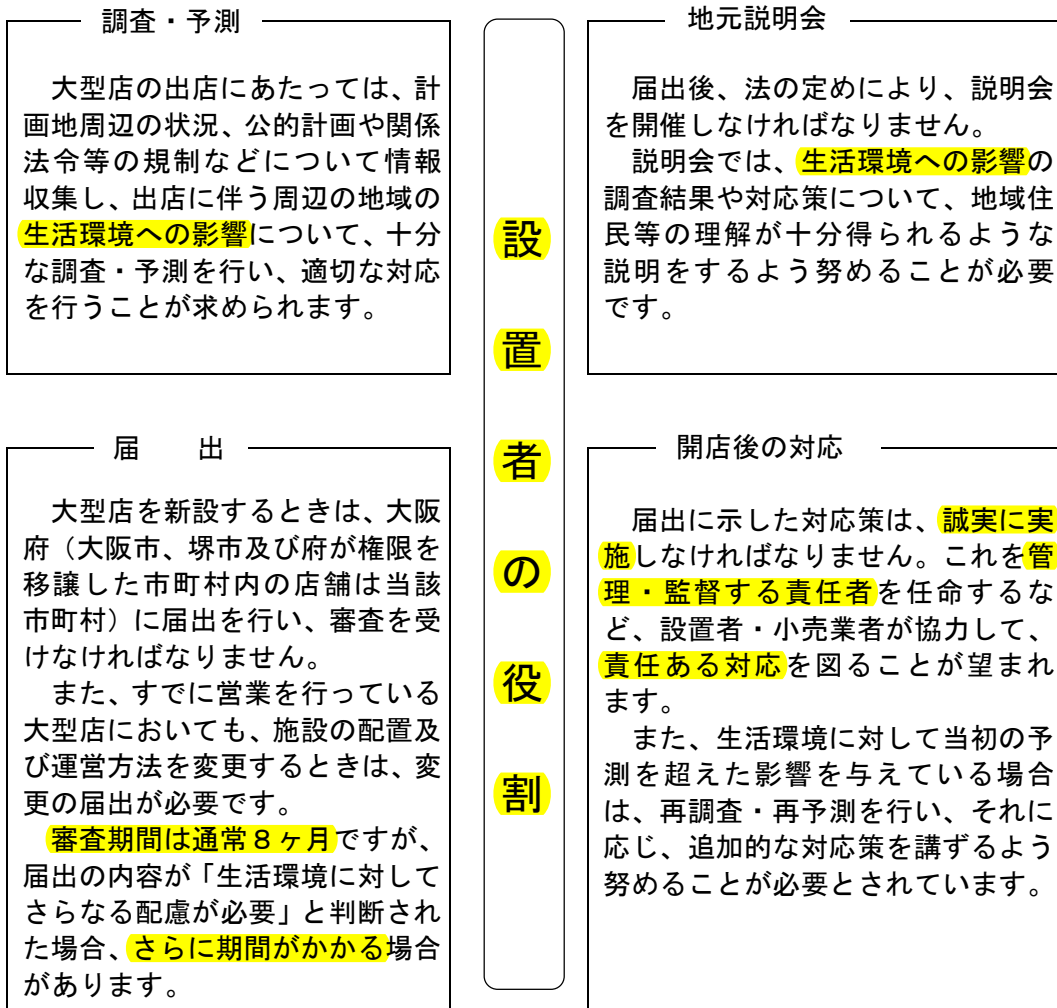 調査・予測
大型店の出店にあたっては、計
画地周辺の状況、公的計画や関係
法令等の規制などについて情報
収集し、出店に伴う周辺の地域の
生活環境への影響について、十分
な調査・予測を行い、適切な対応
を行うことが求められます。
届　出
大型店を新設するときは、大阪
府（大阪市、堺市及び府が権限を
移譲した市町村内の店舗は当該
市町村）に届出を行い、審査を受
けなければなりません。
また、すでに営業を行っている
大型店においても、施設の配置及
び運営方法を変更するときは、変
更の届出が必要です。
審査期間は通常８ヶ月ですが、
届出の内容が「生活環境に対して
さらなる配慮が必要」と判断され
た場合、さらに期間がかかる場合
があります。
設置者の役割
地元説明会
届出後、法の定めにより、説明会
を開催しなければなりません。
説明会では、生活環境への影響の
調査結果や対応策について、地域住
民等の理解が十分得られるような
説明をするよう努めることが必要
です。
開店後の対応
届出に示した対応策は、誠実に実
施しなければなりません。これを管
理・監督する責任者を任命するな
ど、設置者・小売業者が協力して、
責任ある対応を図ることが望まれ
ます。
また、生活環境に対して当初の予
測を超えた影響を与えている場合
は、再調査・再予測を行い、それに
応じ、追加的な対応策を講ずるよう
努めることが必要とされています。